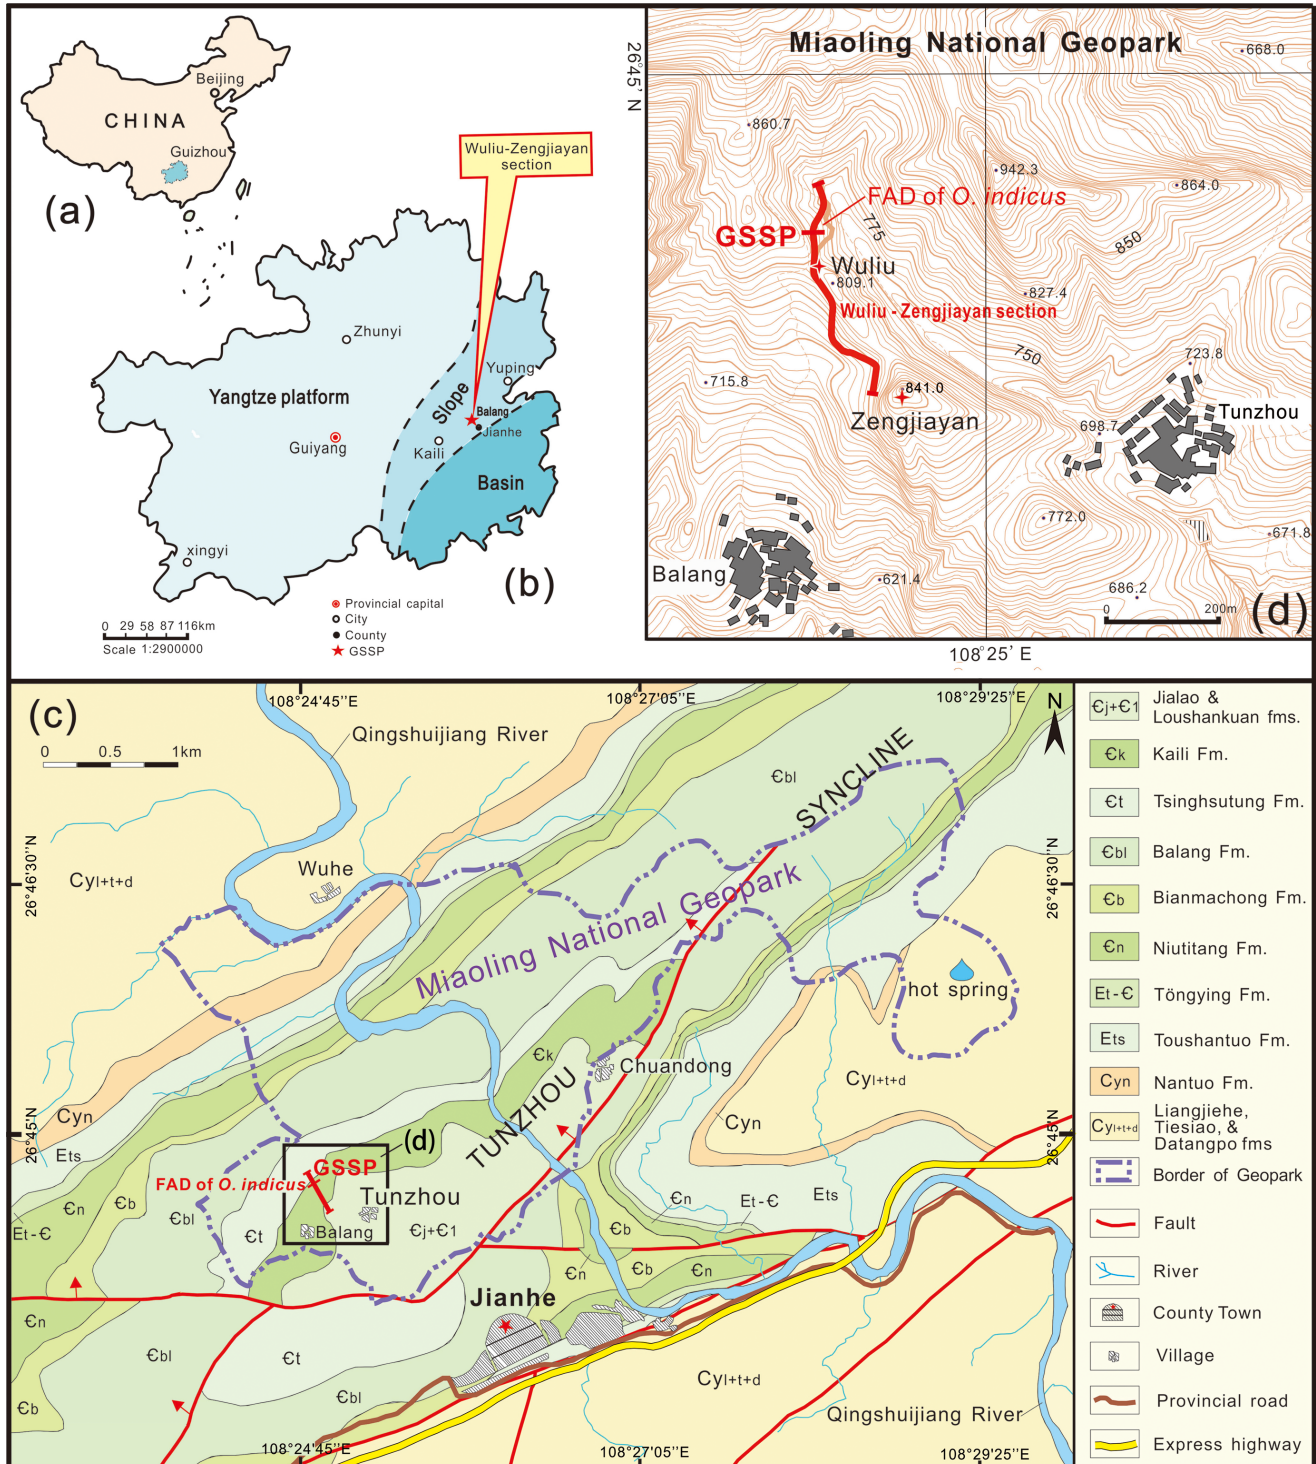 Beijing
CHINA
Guizhou
(a)
Wuliu-Zengjiayan
section
Zhunyi
Yuping
Yangtze platform
Slope
Balang
Jianhe
Guiyang
Kaili
Basin
xingyi
(b)
Provincial capital
City
County
GSSP
0 29 58 87 116km
Scale 1:2900000
26°45' N
Miaoling National Geopark
668.0
860.7
942.3
864.0
FAD of O. indicus
775
GSSP
850
Wuliu
809.1
827.4
Wuliu - Zengjiayan section
750
723.8
715.8
841.0
Tunzhou
Zengjiayan
698.7
772.0
671.8
Balang
621.4
686.2
0 200m
(d)
108°25' E
(c)
108°24'45''E
108°27'05''E
108°29'25''E
N
0 0.5 1km
Qingshuijiang River
Єbl
SYNCLINE
Wuhe
Cyl+t+d
26°46'30''N
26°46'30''N
Miaoling National Geopark
hot spring
Єk
Chuandong
Cyl+t+d
TUNZHOU
Cyn
Cyn
26°45'N
26°45'N
Ets
(d)
GSSP
FAD of O. indicus
Tunzhou
Єn
Єb
Єbl
Єt
Balang
Єj+Є1
Et-Є
Єn
Et-Є
Ets
Єb
Єn
Єb
Єn
Jianhe
Єn
Єbl
Єt
Єbl
Єb
Cyl+t+d
Qingshuijiang River
108°24'45''E
108°27'05''E
108°29'25''E
Єj+Є1 Jialao &
Loushankuan fms.
Єk Kaili Fm.
Єt Tsinghsutung Fm.
Єbl Balang Fm.
Єb Bianmachong Fm.
Єn Niutitang Fm.
Et-Є Töngying Fm.
Ets Toushantuo Fm.
Cyn Nantuo Fm.
Cyl+t+d Liangjiehe,
Tiesiao, &
Datangpo fms
Border of Geopark
Fault
River
County Town
Village
Provincial road
Express highway